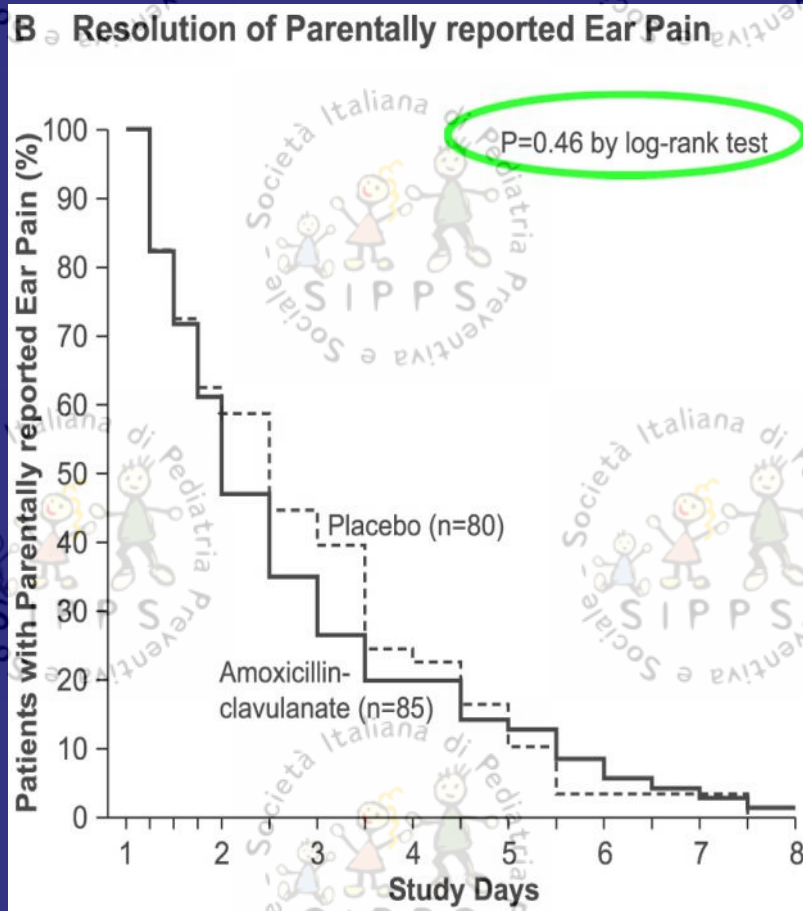 B Resolution of Parentally reported Ear Pain
P=0.46 by log-rank test
Patients with Parentally reported Ear Pain (%)
100
90
80
70
60
50
40
30
20
10
0
Placebo (n=80)
Amoxicillin-
clavulanate (n=85)
1 2 3 4 5 6 7 8
Study Days
Società Italiana di Pediatria Preventiva e Sociale -
SIPPS